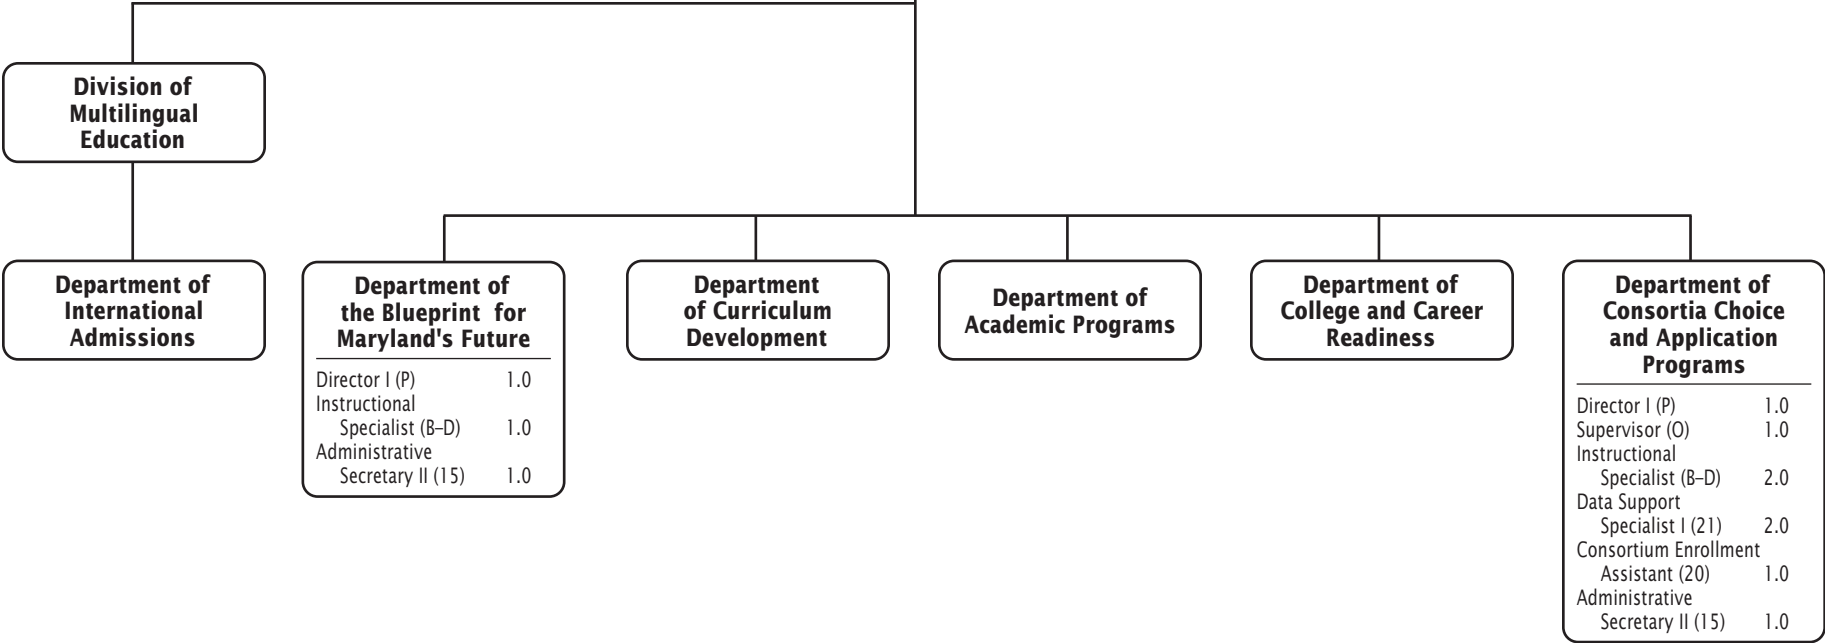 Division of
Multilingual
Education
Department of
International
Admissions
Department of
the Blueprint  for
Maryland's Future
Director I (P) 1.0
Instructional
Specialist (B–D) 1.0
Administrative
Secretary II (15) 1.0
Department
of Curriculum
Development
Department of
Academic Programs
Department of
College and Career
Readiness
Department of
Consortia Choice
and Application
Programs
Director I (P) 1.0
Supervisor (O) 1.0
Instructional
Specialist (B–D) 2.0
Data Support
Specialist I (21) 2.0
Consortium Enrollment
Assistant (20) 1.0
Administrative
Secretary II (15) 1.0